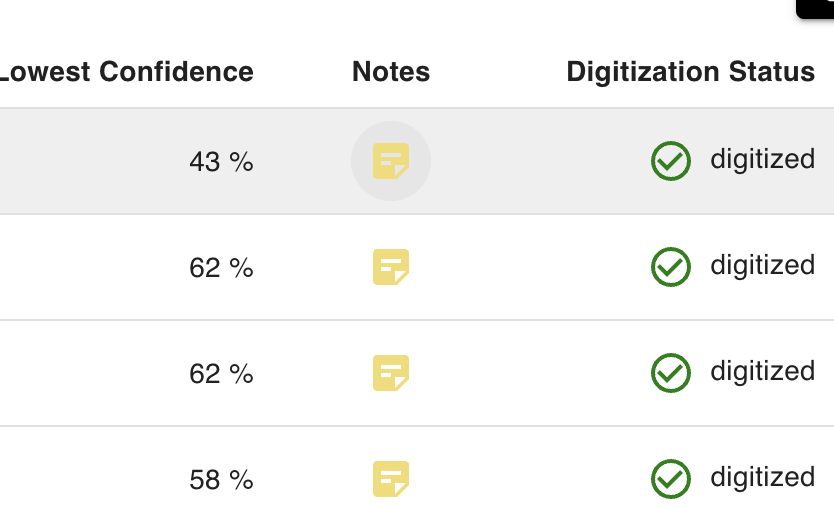 Lowest Confidence Notes Digitization Status
43 % digitized
62 % digitized
62 % digitized
58 % digitized